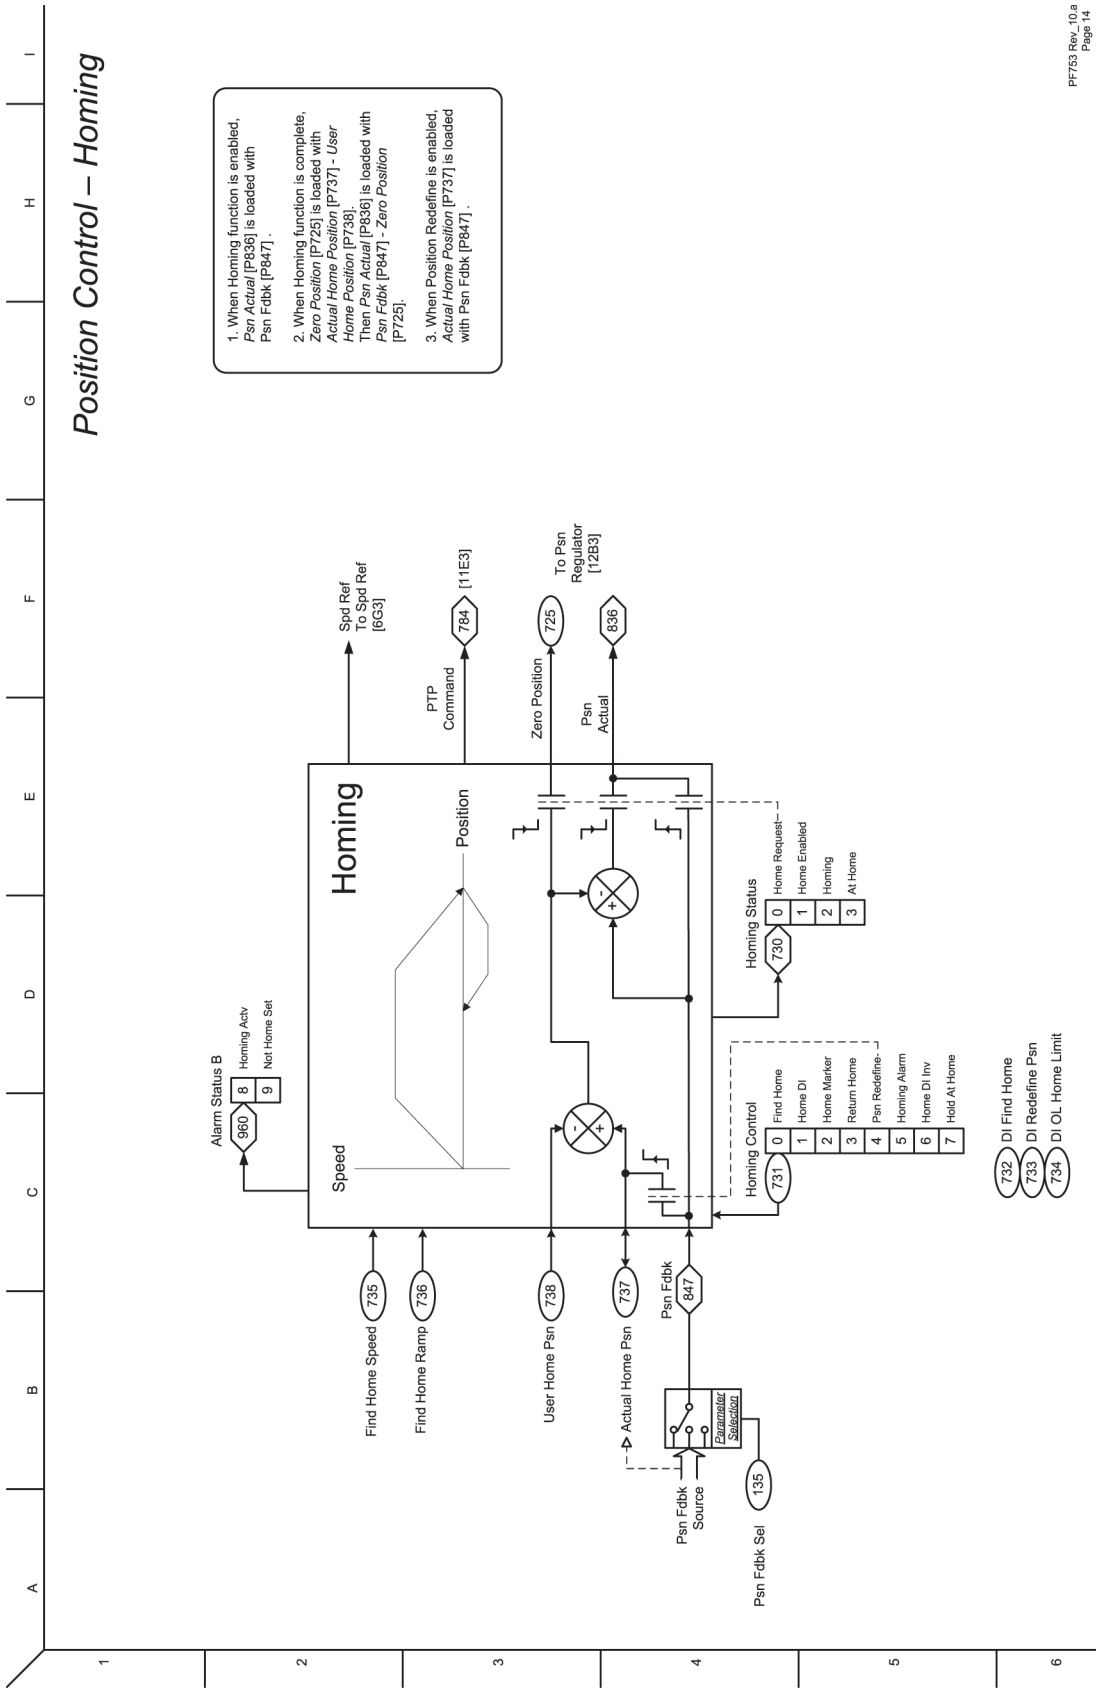 A
B
C
D
E
F
G
H
I
1
2
3
4
5
6
Position Control – Homing
1. When Homing function is enabled,
Psn Actual [P836] is loaded with
Psn Fdbk [P847] .
2. When Homing function is complete,
Zero Position [P725] is loaded with
Actual Home Position [P737] - User
Home Position [P738].
Then Psn Actual [P836] is loaded with
Psn Fdbk [P847] - Zero Position
[P725].
3. When Position Redefine is enabled,
Actual Home Position [P737] is loaded
with Psn Fdbk [P847] .
Alarm Status B
960
8
Homing Actv
9
Not Home Set
Homing
Speed
Position
Find Home Speed
735
Find Home Ramp
736
User Home Psn
738
Actual Home Psn
737
Psn Fdbk
847
Psn Fdbk
Source
Parameter
Selection
Psn Fdbk Sel
135
-
+
-
+
Spd Ref
To Spd Ref
[6G3]
PTP
Command
784
[11E3]
Zero Position
725
To Psn
Regulator
[12B3]
Psn
Actual
836
Homing Control
731
0
Find Home
1
Home DI
2
Home Marker
3
Return Home
4
Psn Redefine
5
Homing Alarm
6
Home DI Inv
7
Hold At Home
Homing Status
730
0
Home Request
1
Home Enabled
2
Homing
3
At Home
732
DI Find Home
733
DI Redefine Psn
734
DI OL Home Limit
PF753 Rev_10.a
Page 14